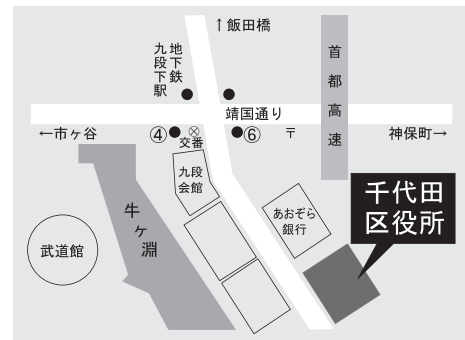 ↑飯田橋
地下鉄
九段下駅
首都高速
靖国通り
←市ヶ谷
④
交番
⑥
〒
神保町→
九段
会館
千代田
区役所
牛ヶ淵
あおぞら
銀行
武道館